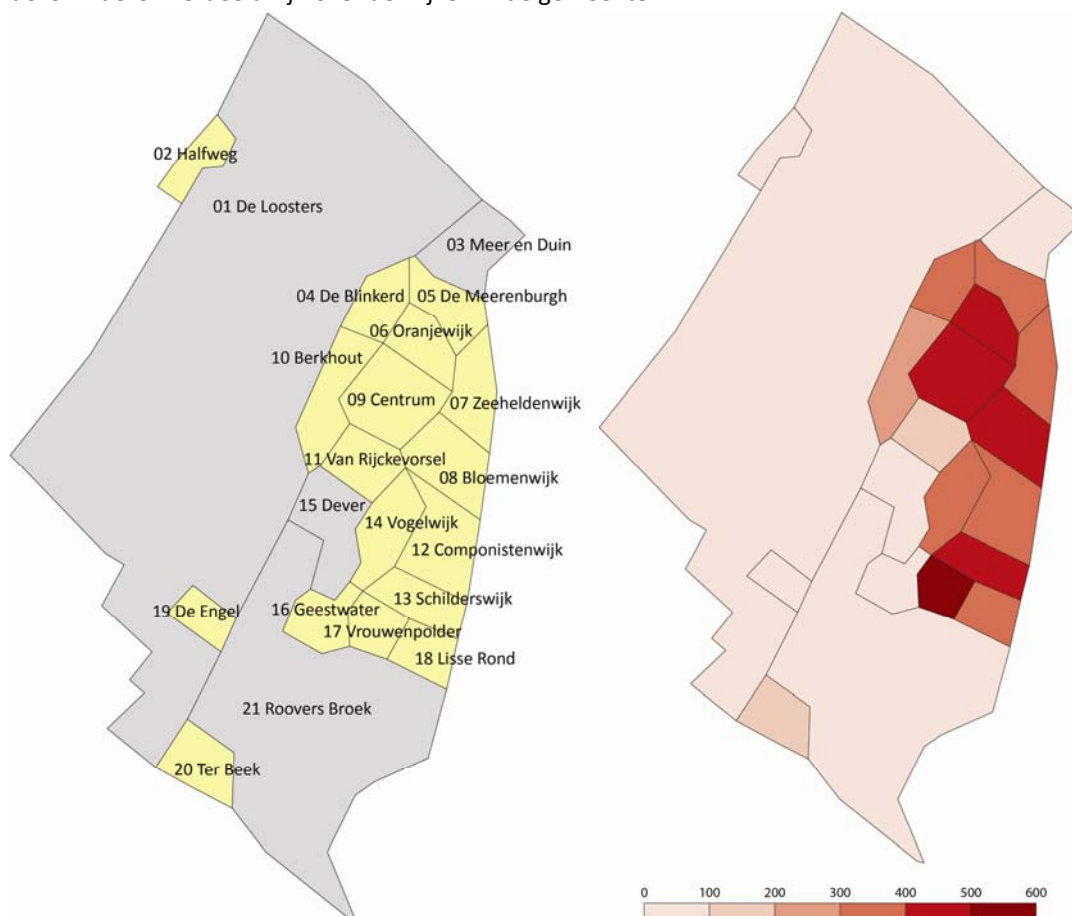 02 Halfweg
01 De Loosters
03 Meer en Duin
04 De Blinkerd
05 De Meerenburgh
06 Oranjewijk
10 Berkhout
09 Centrum
07 Zeeheldenwijk
11 Van Rijckevorsel
08 Bloemenwijk
15 Dever
14 Vogelwijk
12 Componistenwijk
13 Schilderswijk
19 De Engel
16 Geestwater
17 Vrouwenpolder
18 Lisse Rond
21 Roovers Broek
20 Ter Beek
0 100 200 300 400 500 600